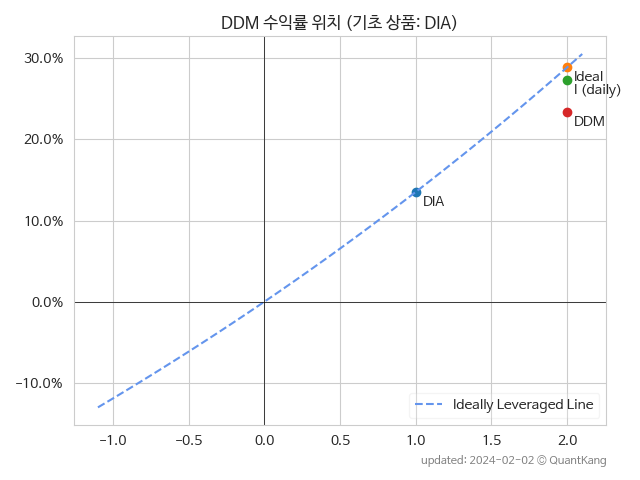 DDM 수익률 위치 (기초 상품: DIA)
30.0%
20.0%
10.0%
0.0%
−10.0%
Ideal
I (daily)
DDM
DIA
Ideally Leveraged Line
−1.0 −0.5 0.0 0.5 1.0 1.5 2.0
updated: 2024-02-02 © QuantKang